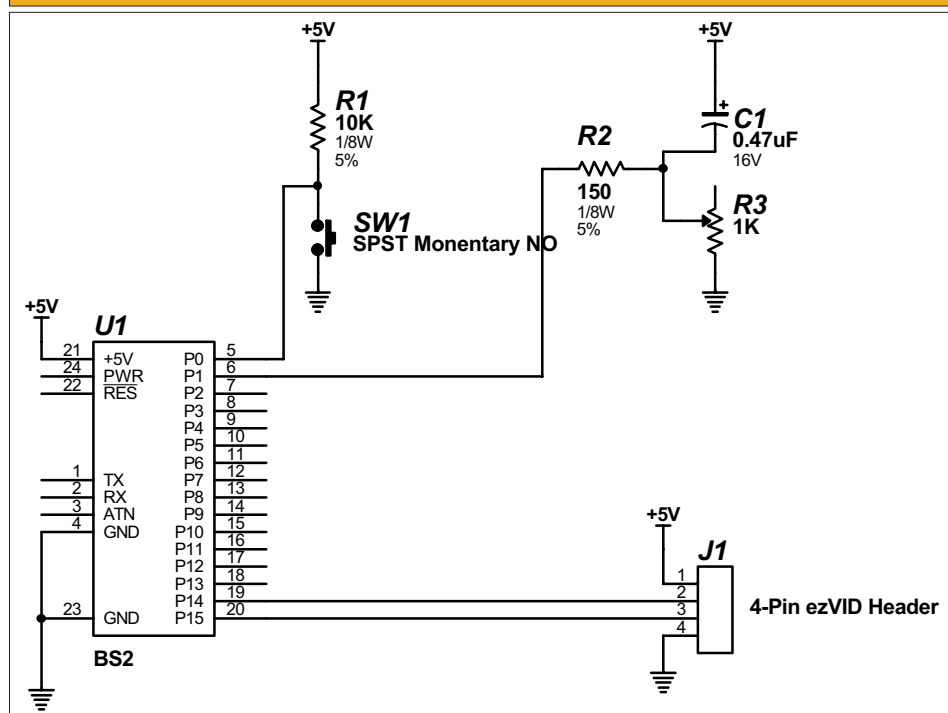 +5V
R1
10K
1/8W
5%
SW1
SPST Monentary NO
R2
150
1/8W
5%
+5V
+
C1
0.47uF
16V
R3
1K
+5V
U1
21 +5V P0 5
24 PWR P1 6
22 RES P2 7
P3 8
P4 9
P5 10
P6 11
1 TX P7 12
2 RX P8 13
3 ATN P9 14
4 GND P10 15
P11 16
P12 17
P13 18
P14 19
23 GND P15 20
BS2
+5V
J1
1
2
3
4
4-Pin ezVID Header